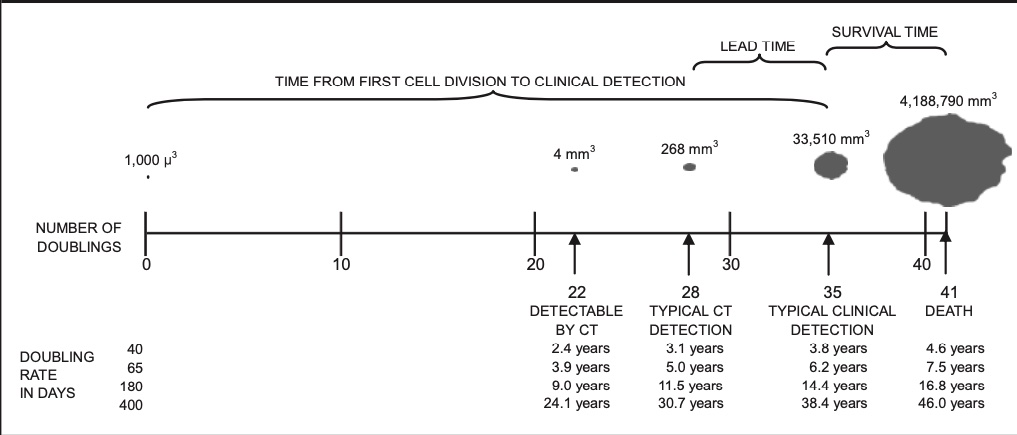 SURVIVAL TIME
LEAD TIME
TIME FROM FIRST CELL DIVISION TO CLINICAL DETECTION
4,188,790 mm³
33,510 mm³
268 mm³
4 mm³
1,000 µ³
NUMBER OF
DOUBLINGS
0 10 20 30 40
22 28 35 41
DETECTABLE TYPICAL CT TYPICAL CLINICAL DEATH
BY CT DETECTION DETECTION
DOUBLING
RATE
IN DAYS
40 2.4 years 3.1 years 3.8 years 4.6 years
65 3.9 years 5.0 years 6.2 years 7.5 years
180 9.0 years 11.5 years 14.4 years 16.8 years
400 24.1 years 30.7 years 38.4 years 46.0 years